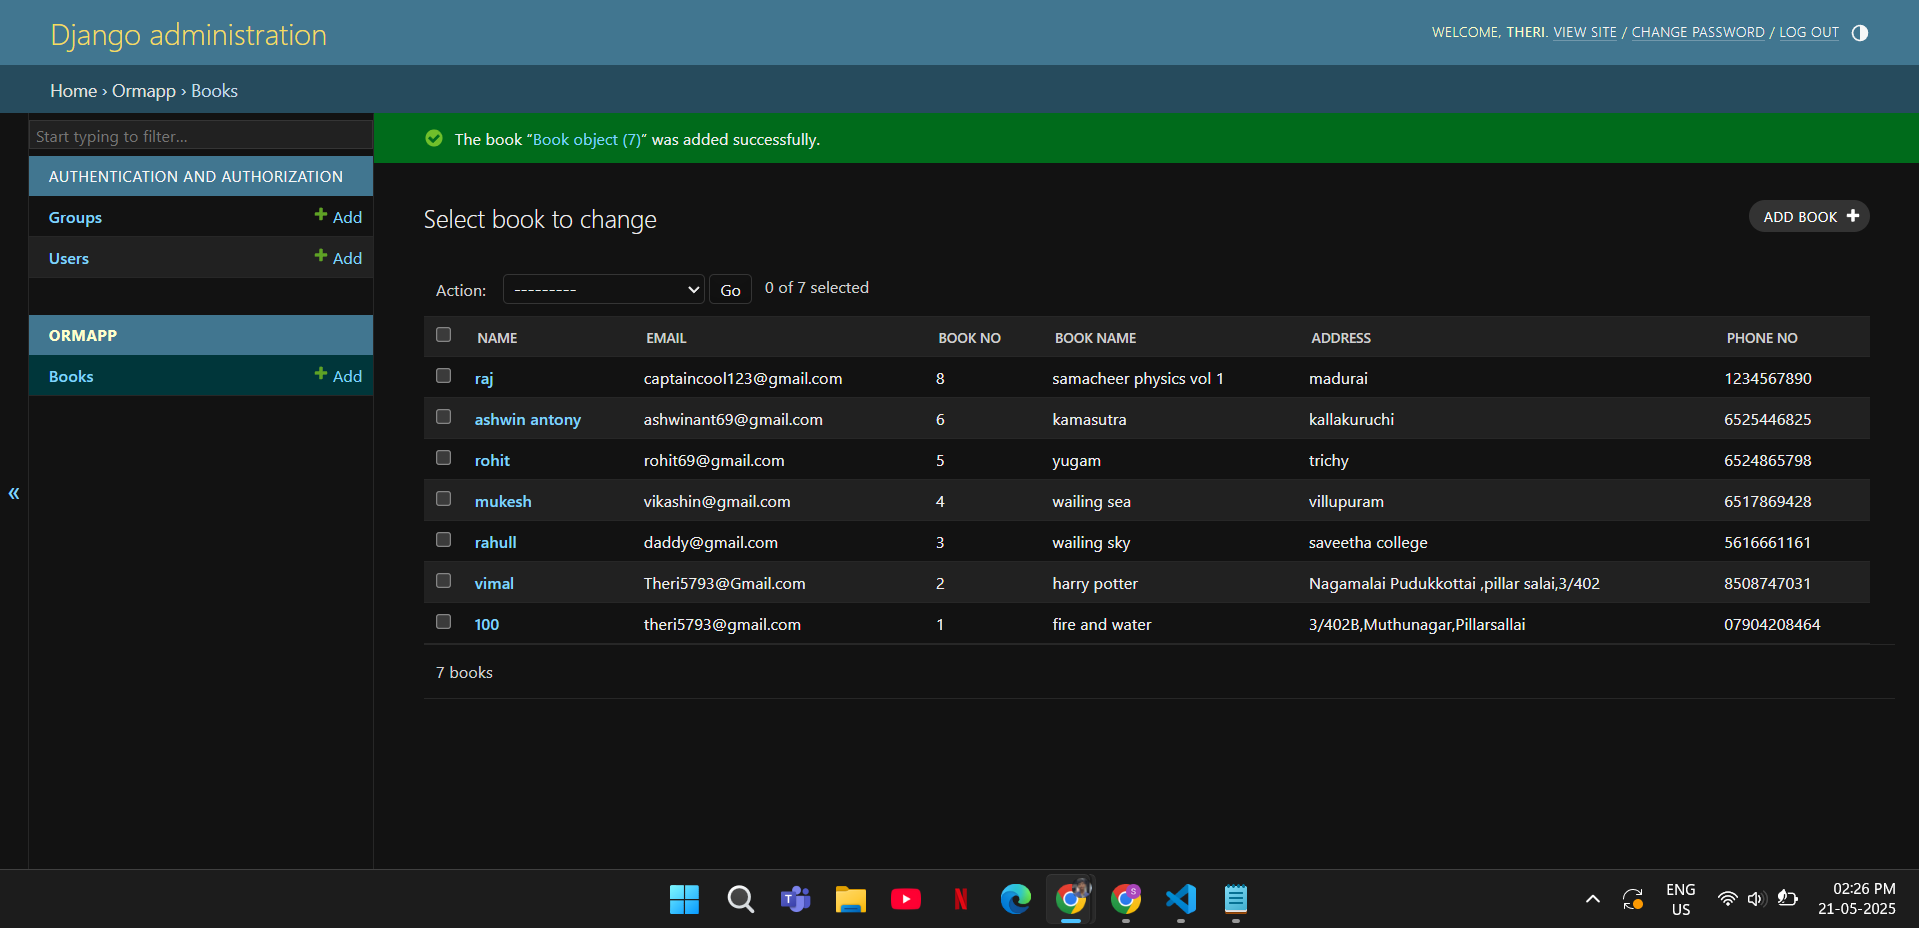 Django administration
WELCOME, THERI. VIEW SITE / CHANGE PASSWORD / LOG OUT
Home › Ormapp › Books
Start typing to filter...
AUTHENTICATION AND AUTHORIZATION
Groups + Add
Users + Add
ORMAPP
Books + Add
«
The book “Book object (7)” was added successfully.
Select book to change
ADD BOOK +
Action: --------- Go 0 of 7 selected
NAME EMAIL BOOK NO BOOK NAME ADDRESS PHONE NO
raj captaincool123@gmail.com 8 samacheer physics vol 1 madurai 1234567890
ashwin antony ashwinant69@gmail.com 6 kamasutra kallakuruchi 6525446825
rohit rohit69@gmail.com 5 yugam trichy 6524865798
mukesh vikashin@gmail.com 4 wailing sea villupuram 6517869428
rahull daddy@gmail.com 3 wailing sky saveetha college 5616661161
vimal Theri5793@Gmail.com 2 harry potter Nagamalai Pudukkottai ,pillar salai,3/402 8508747031
100 theri5793@gmail.com 1 fire and water 3/402B,Muthunagar,Pillarsallai 07904208464
7 books
ENG
US
02:26 PM
21-05-2025